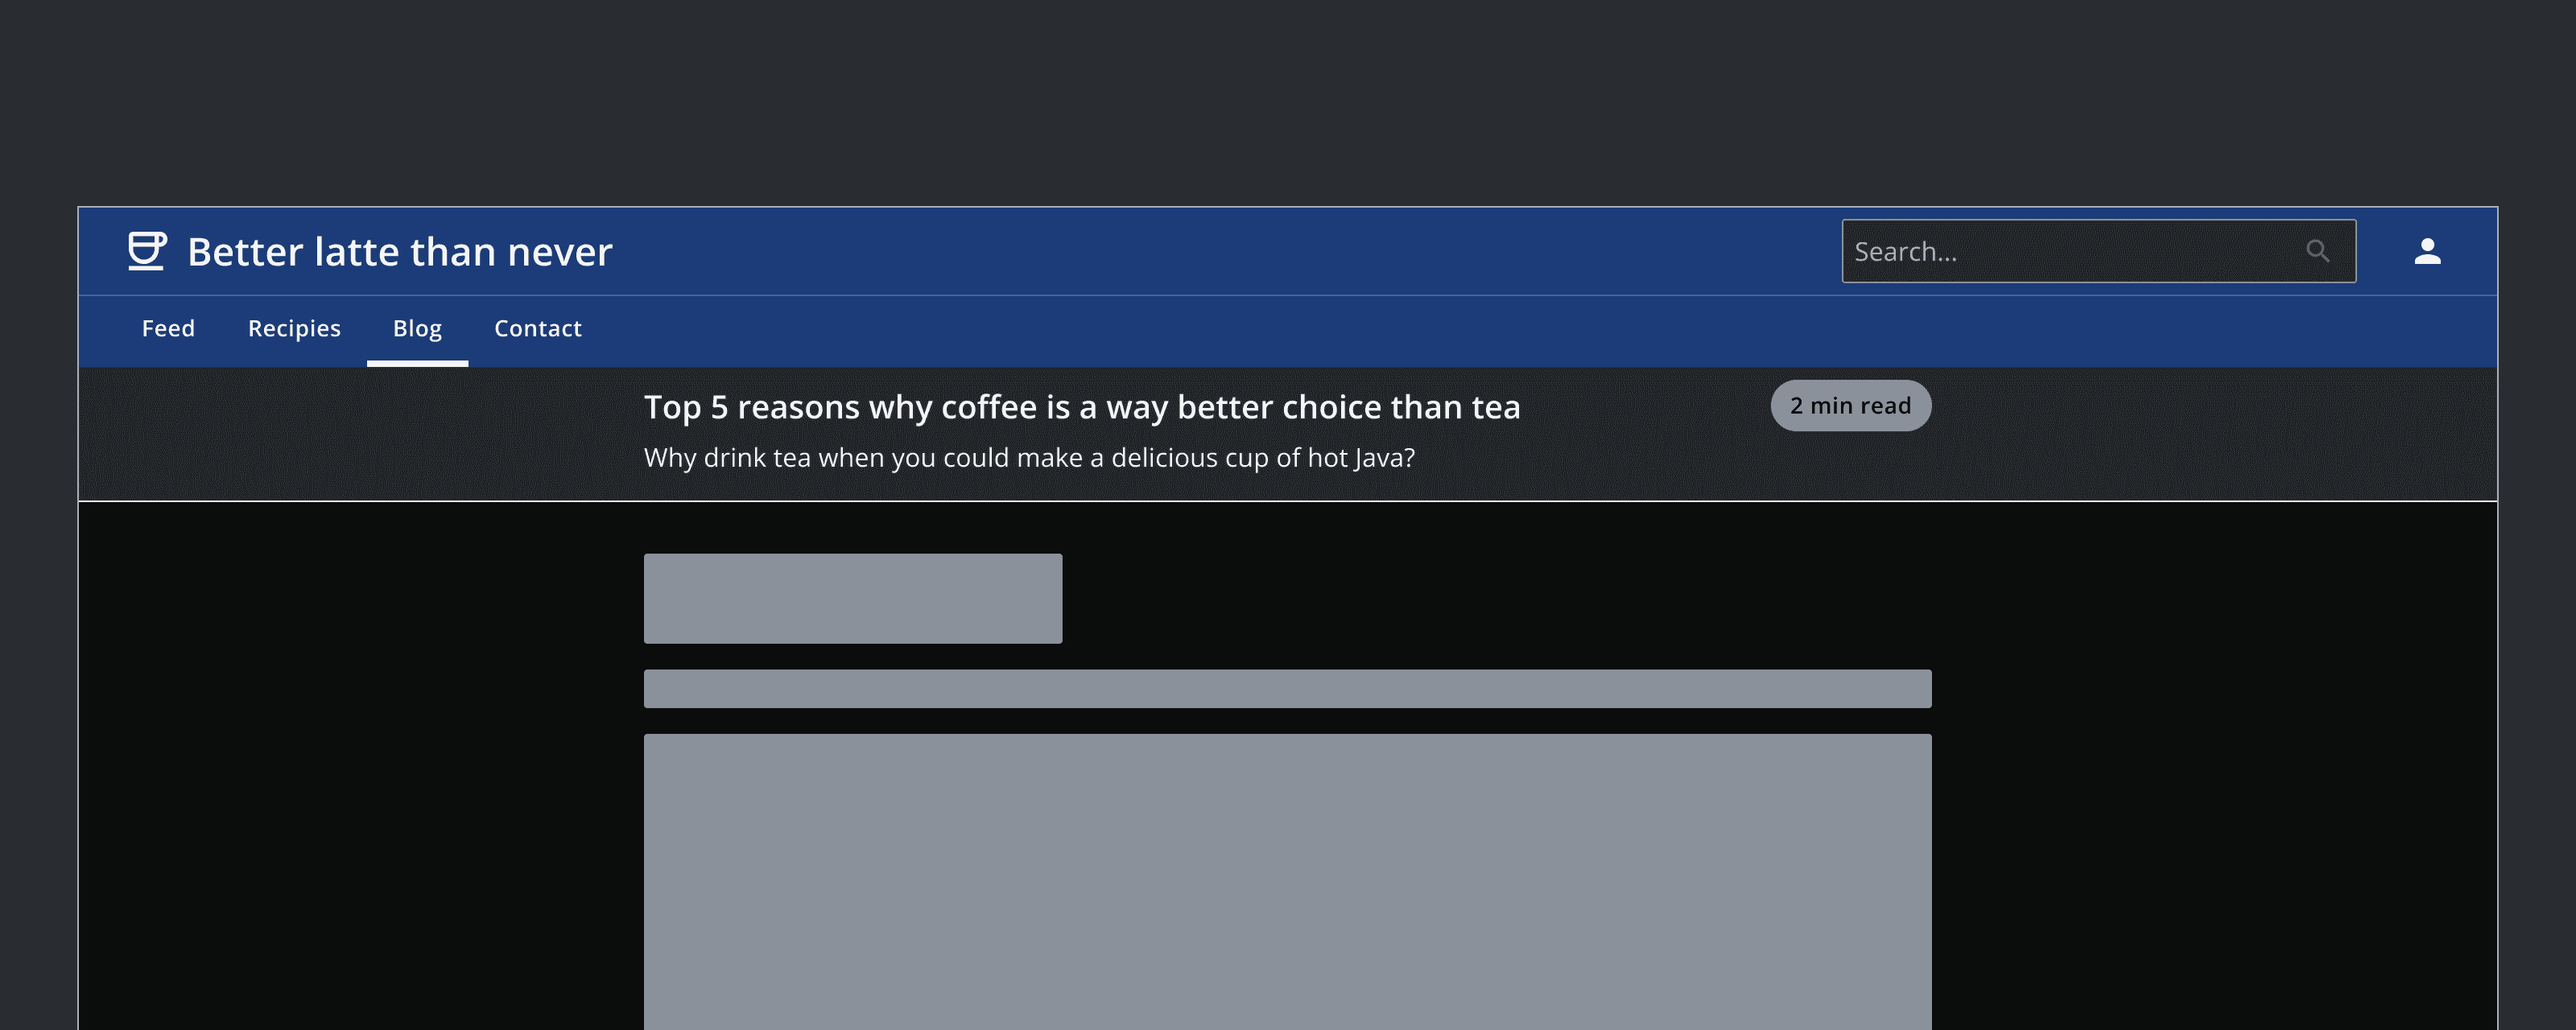 Better latte than never
Search...
Feed Recipies Blog Contact
Top 5 reasons why coffee is a way better choice than tea
2 min read
Why drink tea when you could make a delicious cup of hot Java?